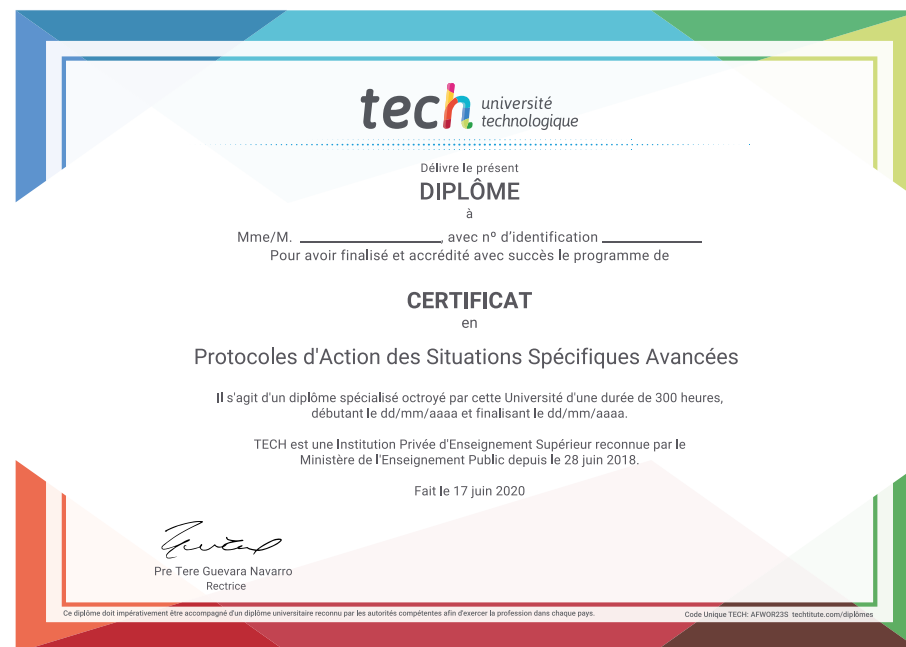 tech université
technologique
Délivre le présent
DIPLÔME
à
Mme/M. ____________________, avec nº d'identification ______________
Pour avoir finalisé et accrédité avec succès le programme de
CERTIFICAT
en
Protocoles d'Action des Situations Spécifiques Avancées
Il s'agit d'un diplôme spécialisé octroyé par cette Université d'une durée de 300 heures,
débutant le dd/mm/aaaa et finalisant le dd/mm/aaaa.
TECH est une Institution Privée d'Enseignement Supérieur reconnue par le
Ministère de l'Enseignement Public depuis le 28 juin 2018.
Fait le 17 juin 2020
Pre Tere Guevara Navarro
Rectrice
Ce diplôme doit impérativement être accompagné d'un diplôme universitaire reconnu par les autorités compétentes afin d'exercer la profession dans chaque pays.
Code Unique TECH: AFWOR23S techtitute.com/diplômes